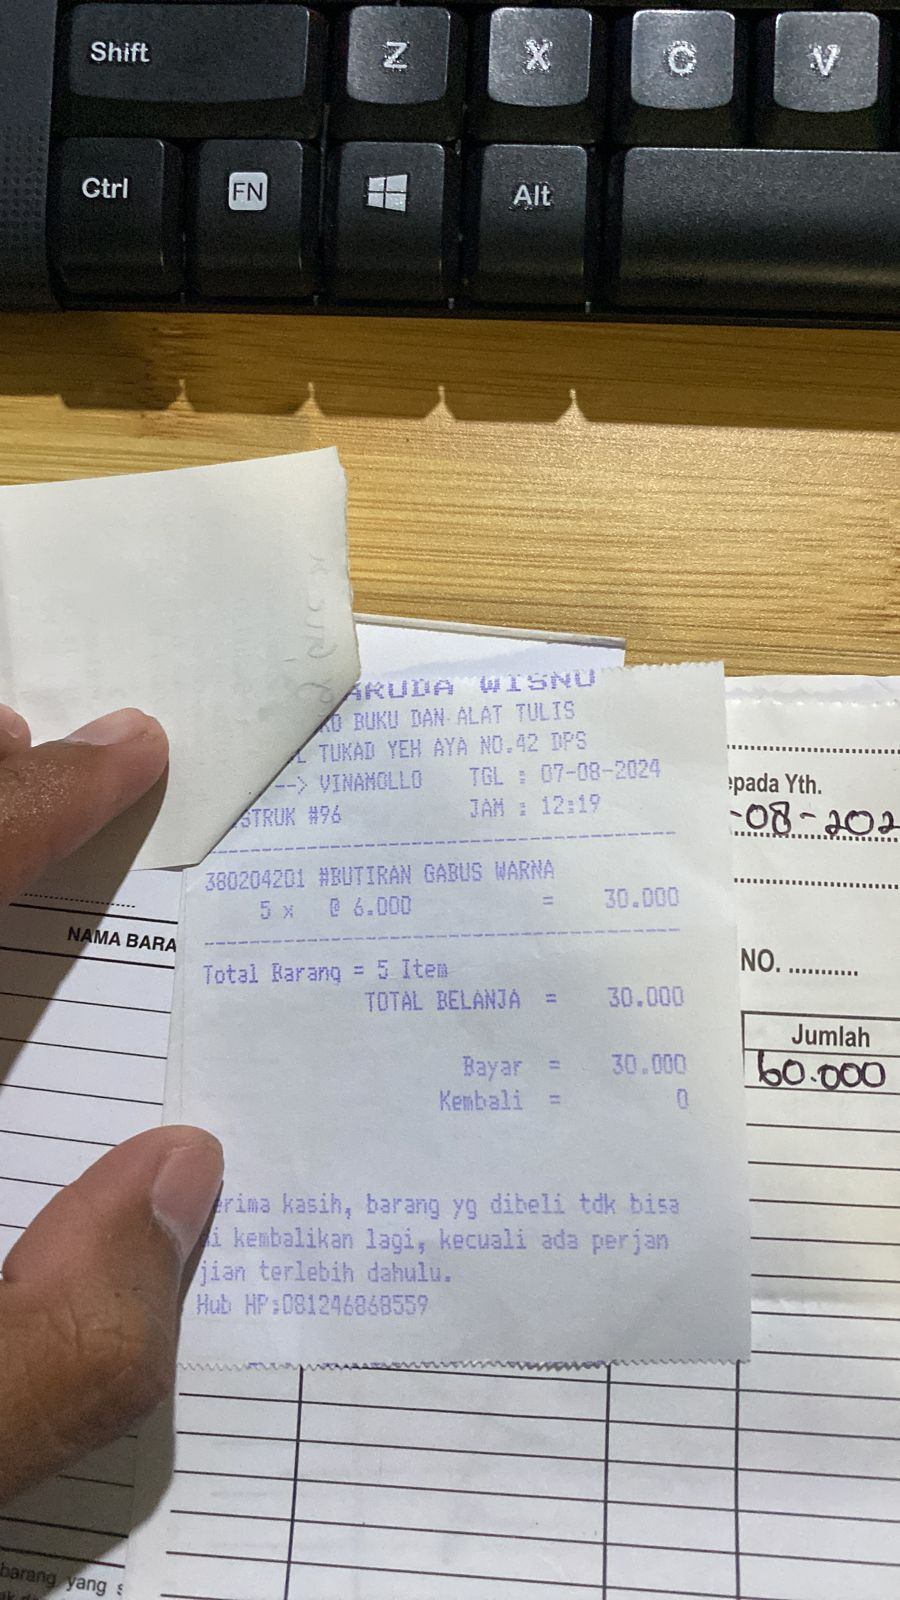 Shift Z X C V
Ctrl FN Alt
ARUDA WISNU
KO BUKU DAN ALAT TULIS
L TUKAD YEH AYA NO.42 DPS
--> VINAMOLLO TGL : 07-08-2024
STRUK #96 JAM : 12:19
380204201 #BUTIRAN GABUS WARNA
5 x @ 6.000 = 30.000
Total Barang = 5 Item
TOTAL BELANJA = 30.000
Bayar = 30.000
Kembali = 0
erima kasih, barang yg dibeli tdk bisa
di kembalikan lagi, kecuali ada perjan
jian terlebih dahulu.
Hub HP:081246868559
epada Yth.
-08-202
NO. ...........
Jumlah
60.000
NAMA BARA
barang yang s